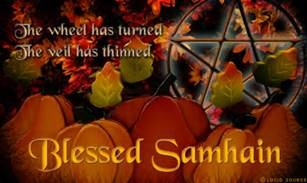 The wheel has turned
The veil has thinned,
Blessed Samhain